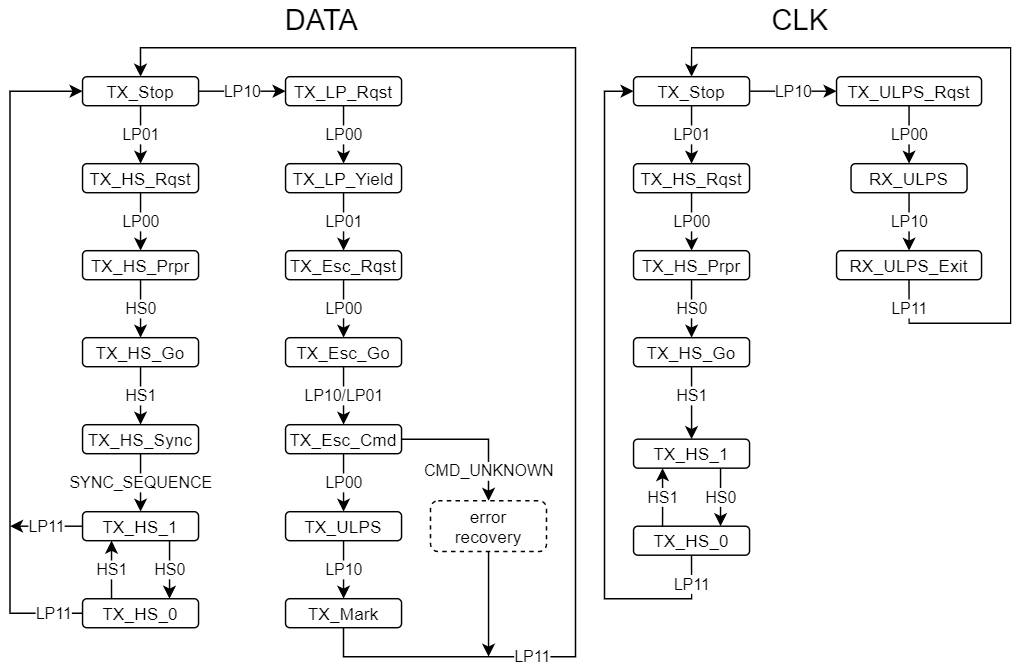 DATA
TX_Stop
LP10
TX_LP_Rqst
LP01
LP00
TX_HS_Rqst
TX_LP_Yield
LP00
LP01
TX_HS_Prpr
TX_Esc_Rqst
HS0
LP00
TX_HS_Go
TX_Esc_Go
HS1
LP10/LP01
TX_HS_Sync
TX_Esc_Cmd
SYNC_SEQUENCE
LP00
CMD_UNKNOWN
LP11
TX_HS_1
TX_ULPS
error
recovery
HS1
HS0
LP10
LP11
TX_HS_0
TX_Mark
LP11
CLK
TX_Stop
LP10
TX_ULPS_Rqst
LP01
LP00
TX_HS_Rqst
RX_ULPS
LP00
LP10
TX_HS_Prpr
RX_ULPS_Exit
HS0
LP11
TX_HS_Go
HS1
TX_HS_1
HS1
HS0
TX_HS_0
LP11